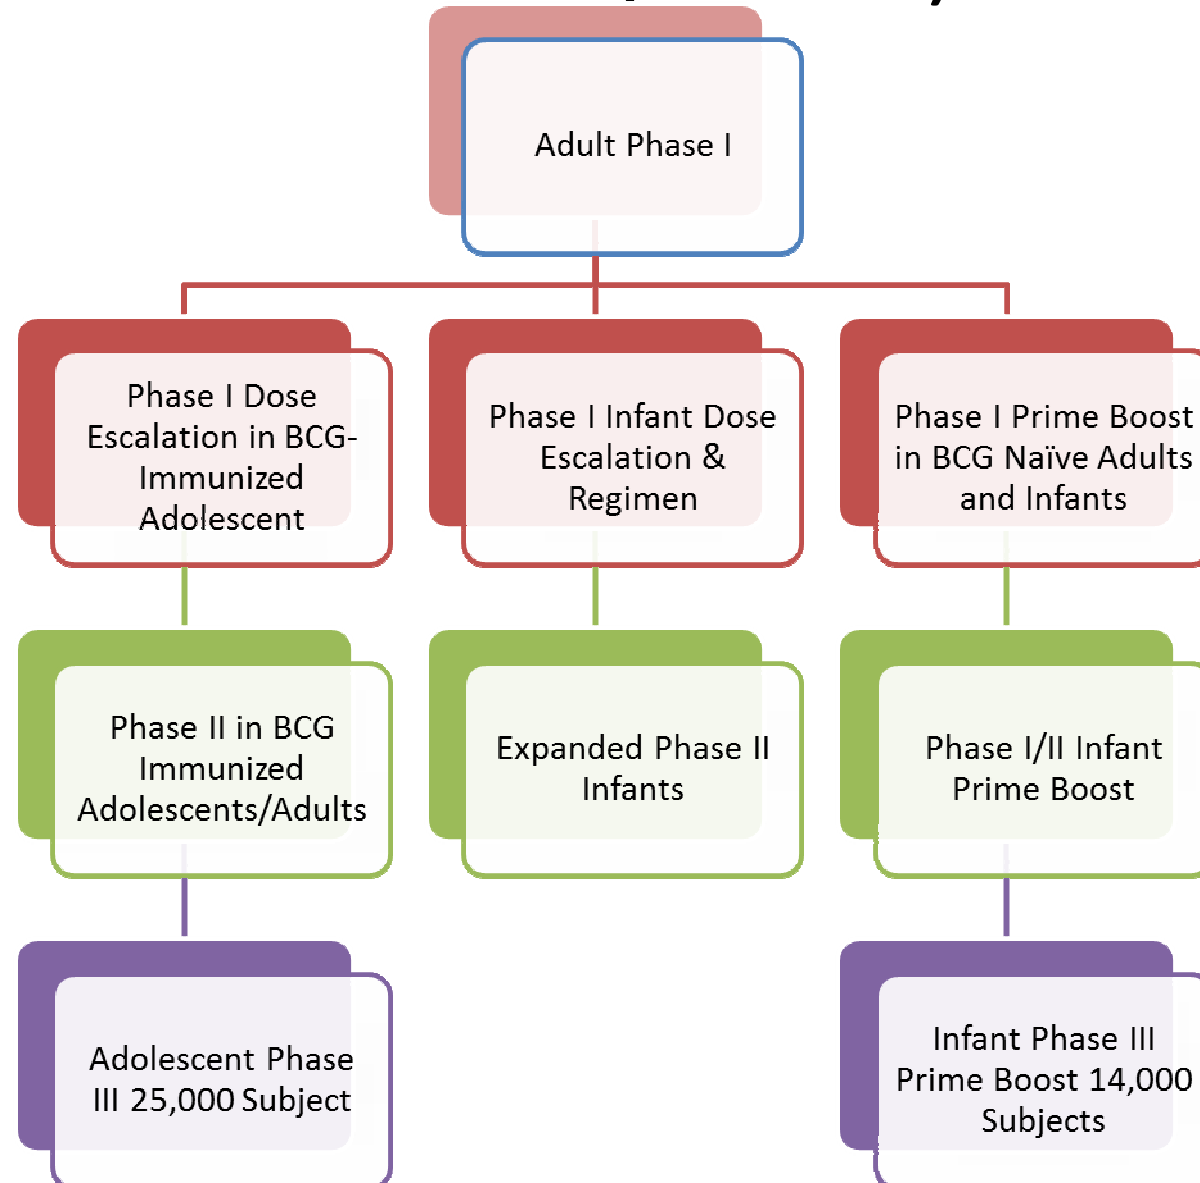 Adult Phase I
Phase I Dose
Escalation in BCG-
Immunized
Adolescent
Phase I Infant Dose
Escalation &
Regimen
Phase I Prime Boost
in BCG Naïve Adults
and Infants
Phase II in BCG
Immunized
Adolescents/Adults
Expanded Phase II
Infants
Phase I/II Infant
Prime Boost
Adolescent Phase
III 25,000 Subject
Infant Phase III
Prime Boost 14,000
Subjects